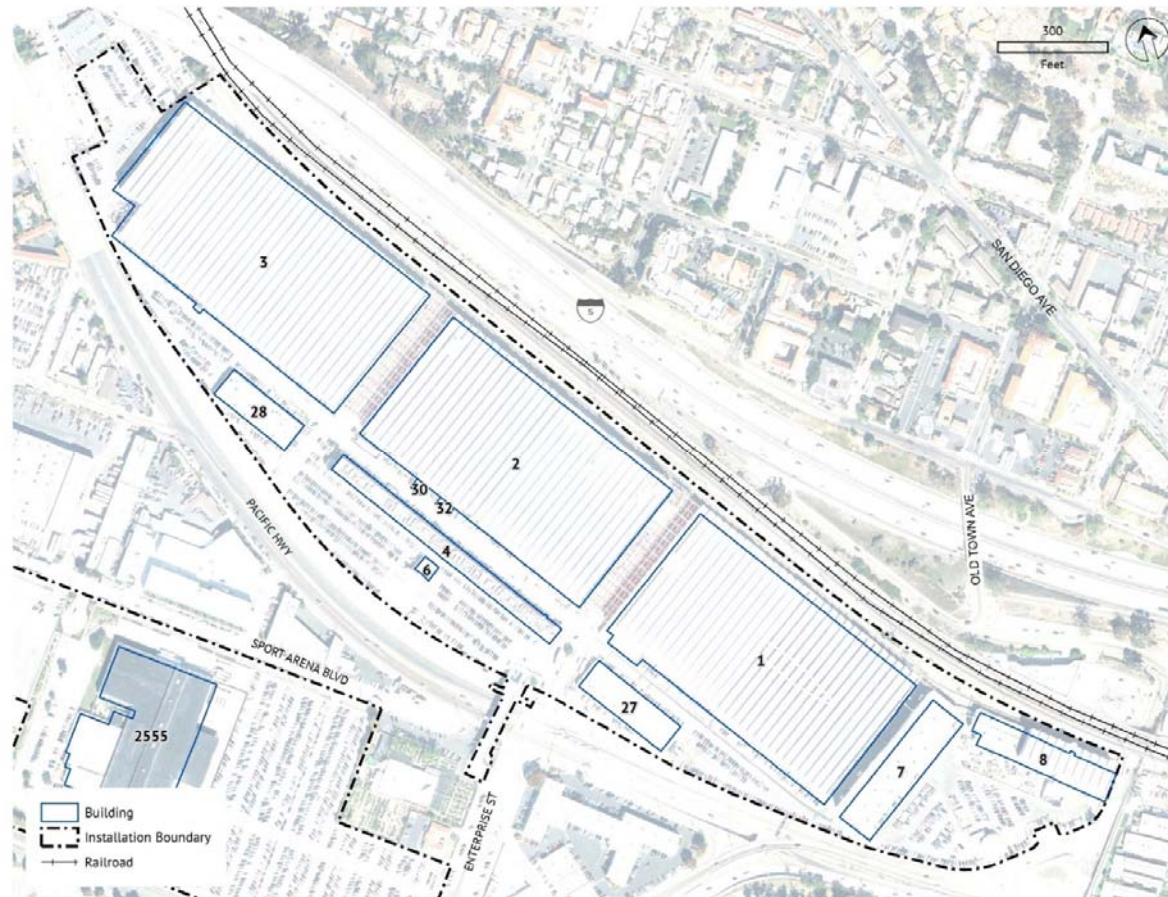 300
Feet
3
5
SAN DIEGO AVE
28
2
30
32
PACIFIC HWY
4
6
OLD TOWN AVE
SPORT ARENA BLVD
1
27
2555
7
8
ENTERPRISE ST
Building
Installation Boundary
Railroad